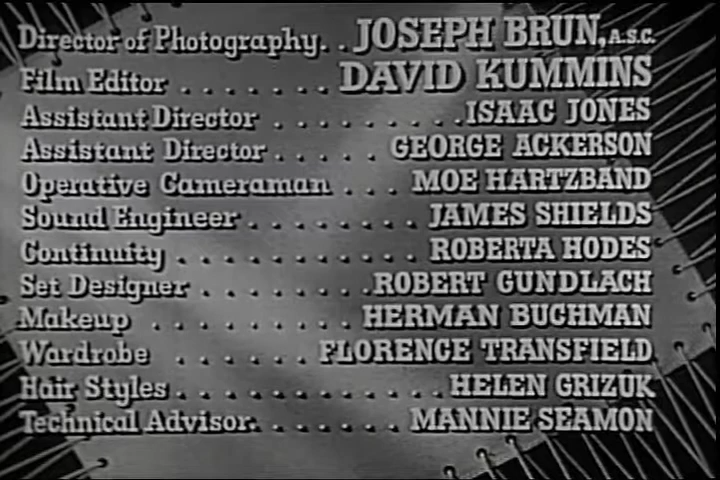 Director of Photography. . JOSEPH BRUN, A.S.C.
Film Editor . . . . . . . DAVID KUMMINS
Assistant Director . . . . . . . . . ISAAC JONES
Assistant Director . . . . . GEORGE ACKERSON
Operative Cameraman . . . MOE HARTZBAND
Sound Engineer . . . . . . . . JAMES SHIELDS
Continuity . . . . . . . . . . . ROBERTA HODES
Set Designer . . . . . . . . ROBERT GUNDLACH
Makeup . . . . . . . . . HERMAN BUCHMAN
Wardrobe . . . . . . FLORENCE TRANSFIELD
Hair Styles . . . . . . . . . . . . HELEN GRIZUK
Technical Advisor. . . . . . . MANNIE SEAMON